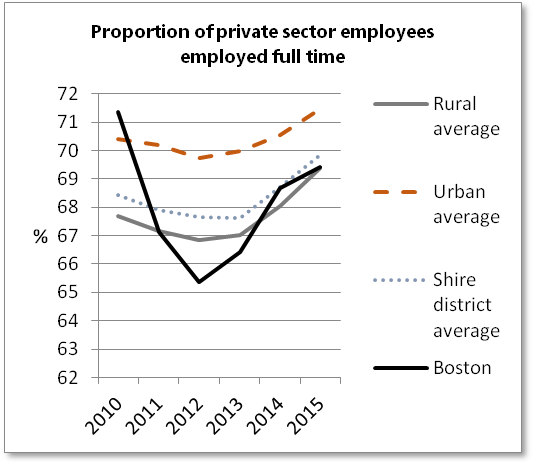 Proportion of private sector employees
employed full time
72
71
70
69
68
67
66
65
64
63
62
%
2010
2011
2012
2013
2014
2015
Rural
average
Urban
average
Shire
district
average
Boston